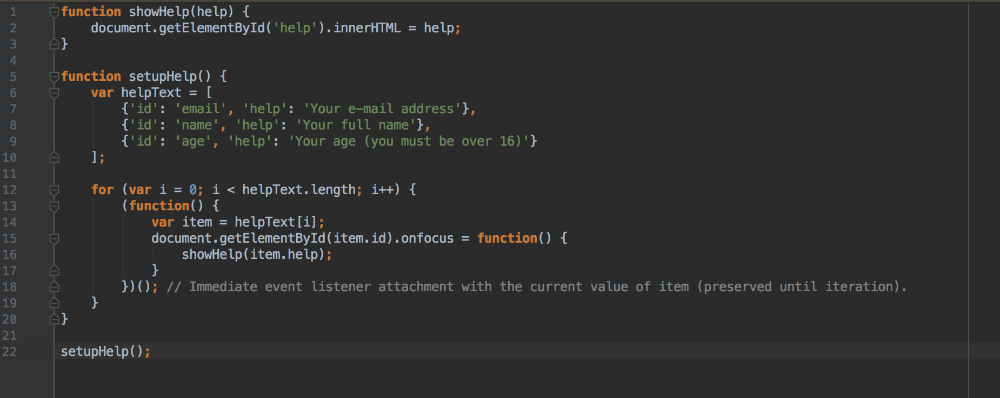 1 function showHelp(help) {
2     document.getElementById('help').innerHTML = help;
3 }
4
5 function setupHelp() {
6     var helpText = [
7         {'id': 'email', 'help': 'Your e-mail address'},
8         {'id': 'name', 'help': 'Your full name'},
9         {'id': 'age', 'help': 'Your age (you must be over 16)'}
10     ];
11
12     for (var i = 0; i < helpText.length; i++) {
13         (function() {
14             var item = helpText[i];
15             document.getElementById(item.id).onfocus = function() {
16                 showHelp(item.help);
17             }
18         })(); // Immediate event listener attachment with the current value of item (preserved until iteration).
19     }
20 }
21
22 setupHelp();